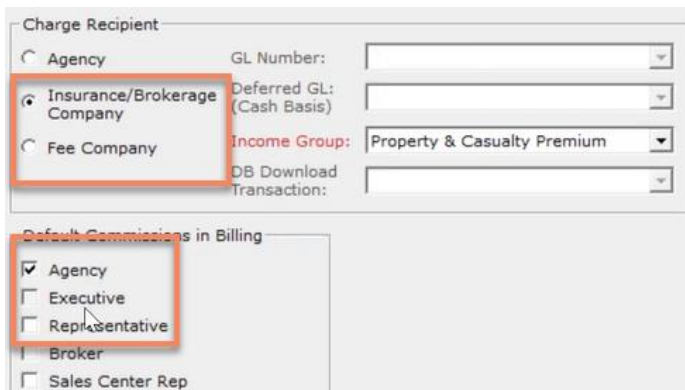 Charge Recipient
Agency GL Number:
Insurance/Brokerage Company Deferred GL: (Cash Basis)
Fee Company Income Group: Property & Casualty Premium
DB Download Transaction:
Default Commissions in Billing
Agency
Executive
Representative
Broker
Sales Center Rep